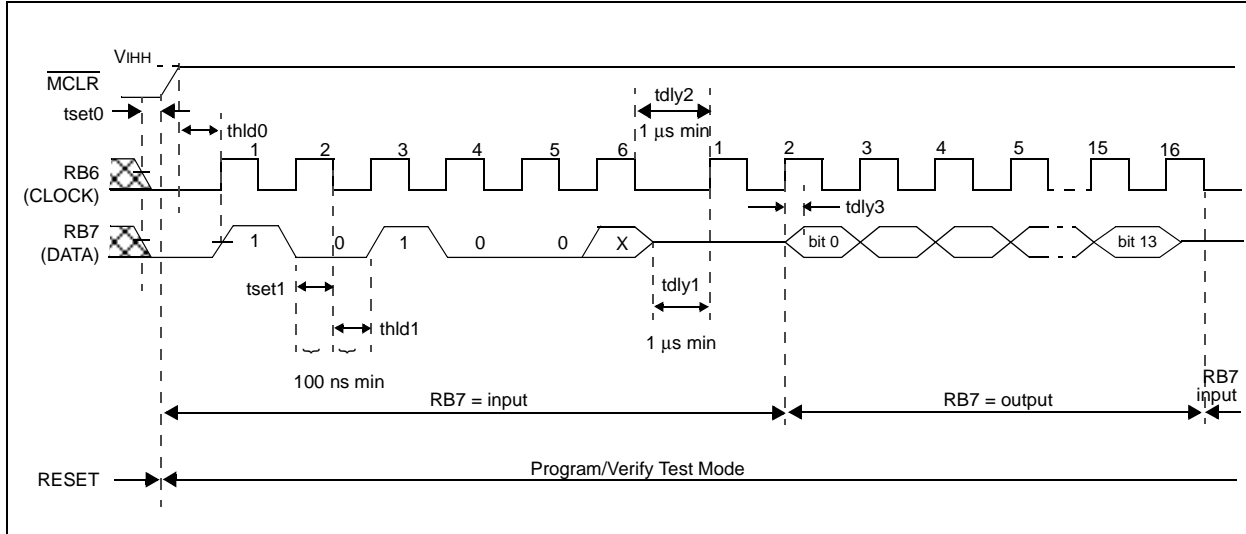 VIHH
MCLR
tset0
thld0
tdly2
1 μs min
1 2 3 4 5 6 1 2 3 4 5 15 16
RB6
(CLOCK)
tdly3
RB7
(DATA)
1 0 1 0 0 X bit 0 bit 13
tset1
tdly1
thld1
1 μs min
100 ns min
RB7 = input
RB7 = output
RB7
input
RESET
Program/Verify Test Mode